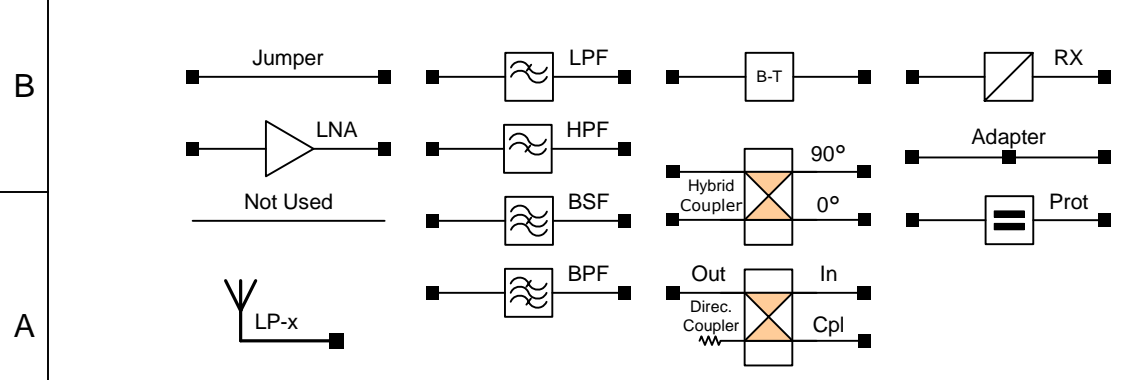 B
Jumper
LPF
B-T
RX
LNA
HPF
90°
Adapter
Hybrid
Coupler
Not Used
BSF
0°
Prot
LP-x
BPF
Out
In
Direc.
Coupler
Cpl
A